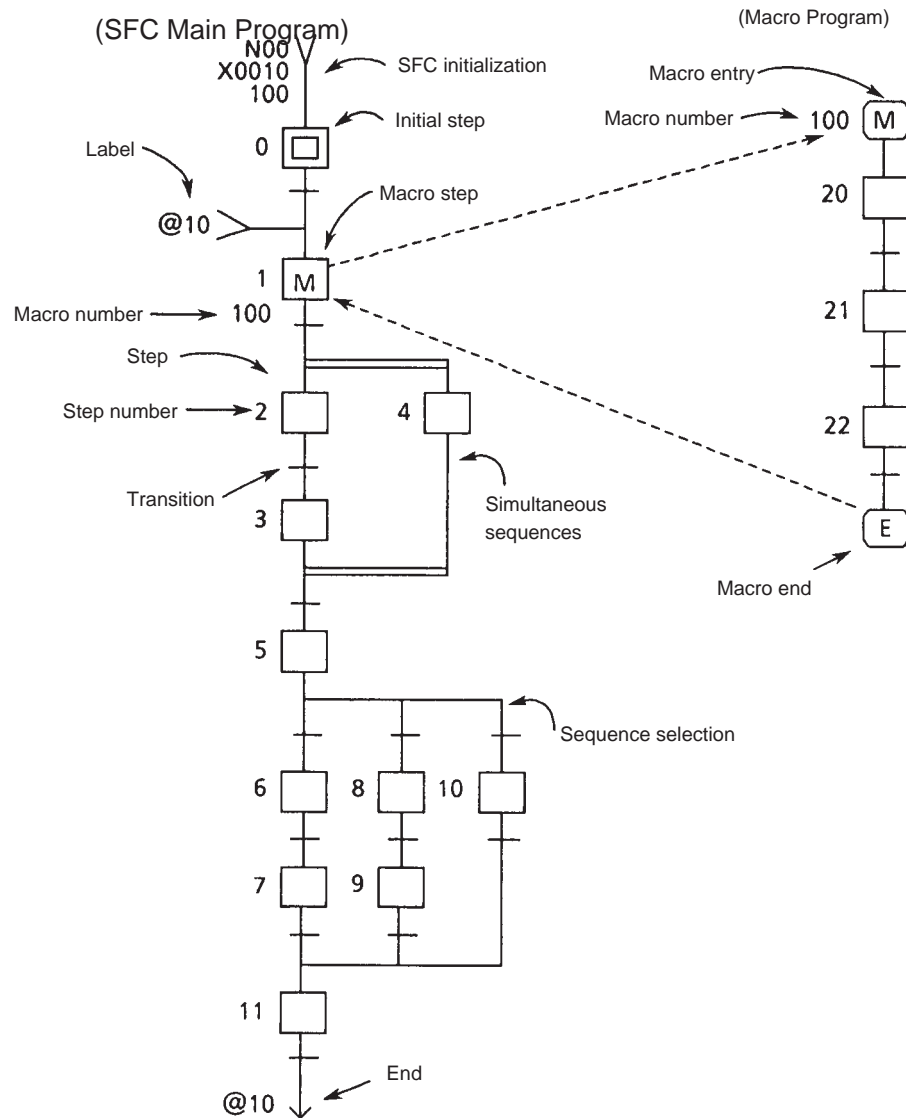 (SFC Main Program)
(Macro Program)
N00
X0010
100
SFC initialization
Macro entry
Macro number
100
M
0
Initial step
Label
@10
Macro step
20
1
M
Macro number
100
21
Step
Step number
2
4
22
Transition
3
Simultaneous
sequences
E
Macro end
5
Sequence selection
6
8
10
7
9
11
End
@10